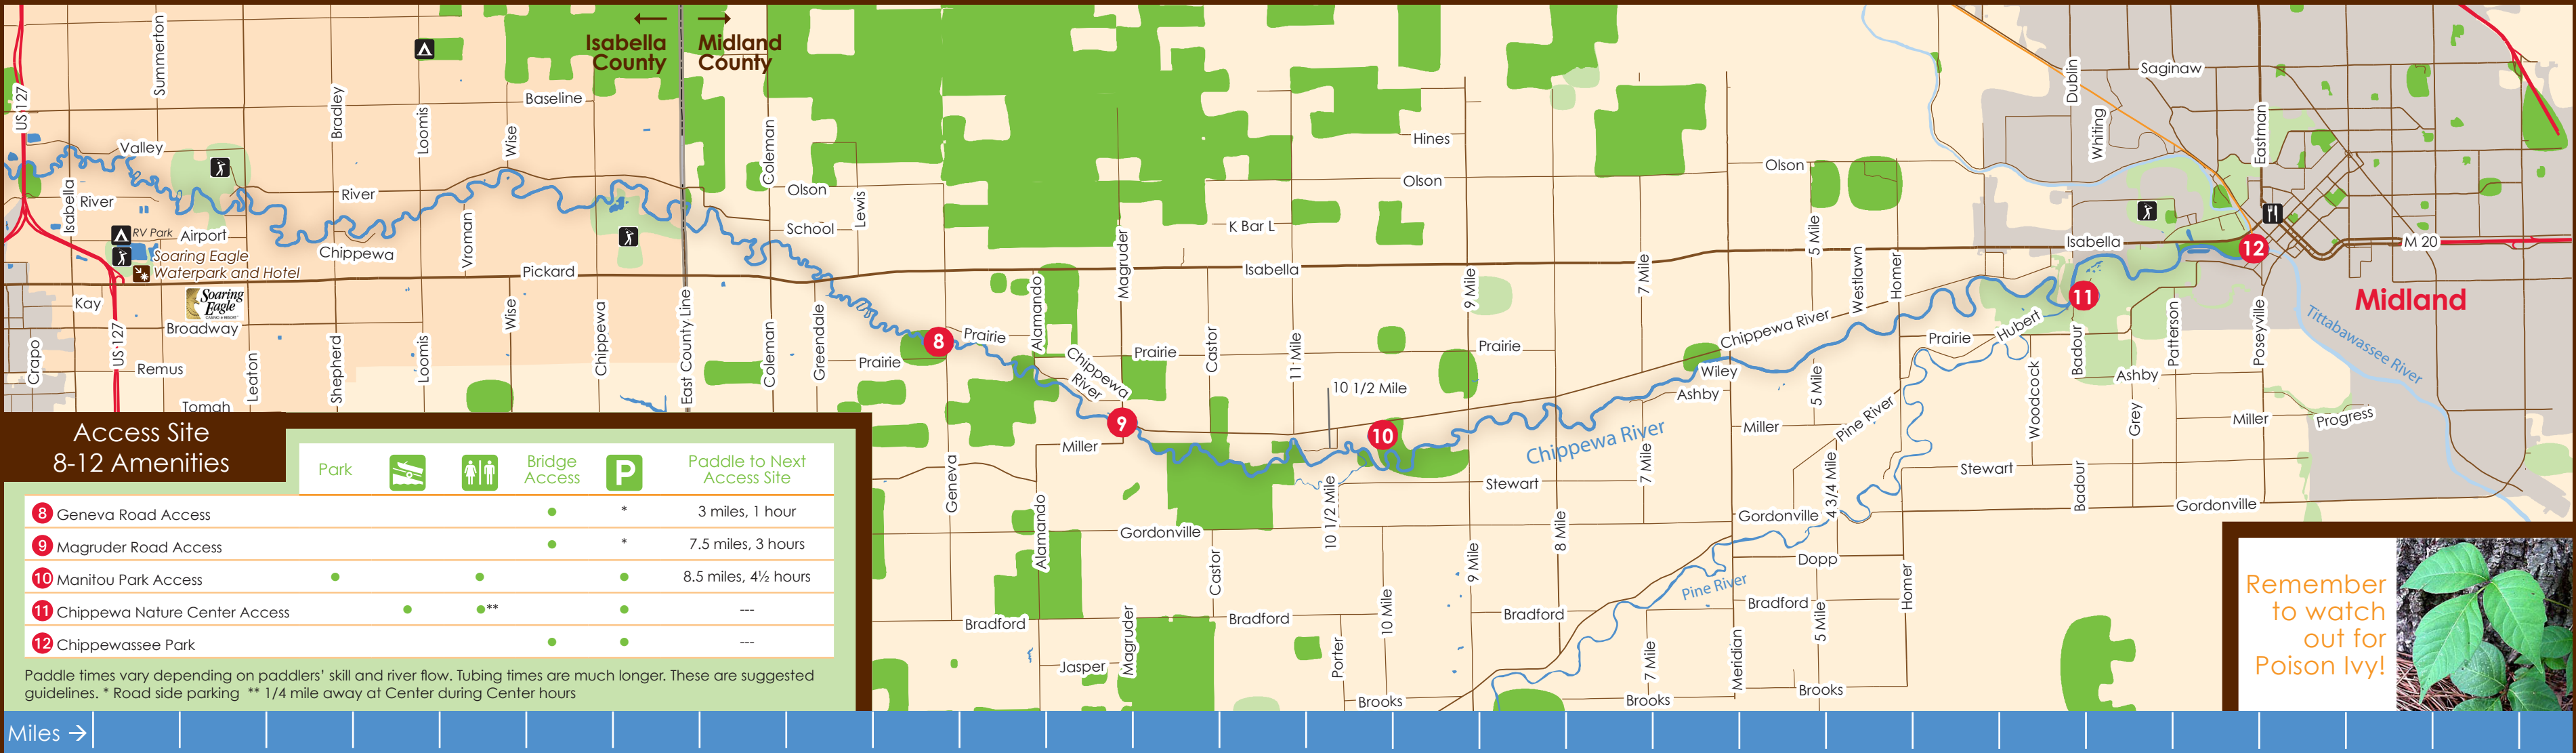 Isabella
County
Midland
County
Summerton
US 127
Bradley
Loomis
Baseline
Wise
Coleman
Hines
Olson
Olson
Olson
Saginaw
Dublin
Whiting
Eastman
Valley
River
Isabella
River
Airport
RV Park
Soaring Eagle
Waterpark and Hotel
Chippewa
Vroman
Pickard
School
Lewis
K Bar L
Magruder
Isabella
5 Mile
Westlawn
Homer
Isabella
M 20
12
11
Midland
Tittabawassee River
Kay
Soaring
Eagle
Broadway
US 127
Crapo
Remus
Leaton
Tomah
Shepherd
Loomis
Wise
Chippewa
East County Line
Coleman
Greendale
Prairie
8
Prairie
Alamando
Chippewa
River
Prairie
Castor
11 Mile
10 1/2 Mile
9 Mile
Prairie
7 Mile
Chippewa River
Wiley
Ashby
5 Mile
Prairie
Hubert
Badour
Patterson
Poseyville
Ashby
Woodcock
Grey
Miller
Progress
9
Miller
10
Chippewa River
Miller
Pine River
7 Mile
4 3/4 Mile
Stewart
Stewart
Badour
Gordonville
Geneva
Alamando
Gordonville
Castor
10 1/2 Mile
9 Mile
8 Mile
Gordonville
Dopp
Homer
Pine River
Bradford
Magruder
Bradford
10 Mile
Bradford
Bradford
5 Mile
Jasper
Porter
7 Mile
Meridian
Brooks
Brooks
Brooks
Access Site
8-12 Amenities
Park
Bridge
Access
P
Paddle to Next
Access Site
8 Geneva Road Access * 3 miles, 1 hour
9 Magruder Road Access * 7.5 miles, 3 hours
10 Manitou Park Access 8.5 miles, 4½ hours
11 Chippewa Nature Center Access ** ---
12 Chippewassee Park ---
Paddle times vary depending on paddlers' skill and river flow. Tubing times are much longer. These are suggested
guidelines. * Road side parking ** 1/4 mile away at Center during Center hours
Remember
to watch
out for
Poison Ivy!
Miles →